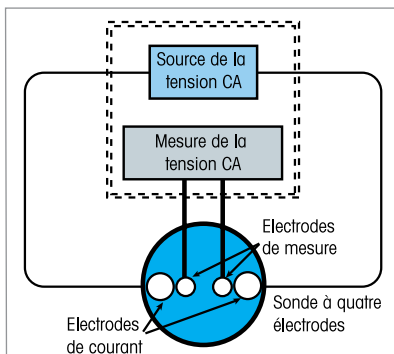 Source de la
tension CA
Mesure de la
tension CA
Electrodes
de mesure
Sonde à quatre
électrodes
Electrodes
de courant